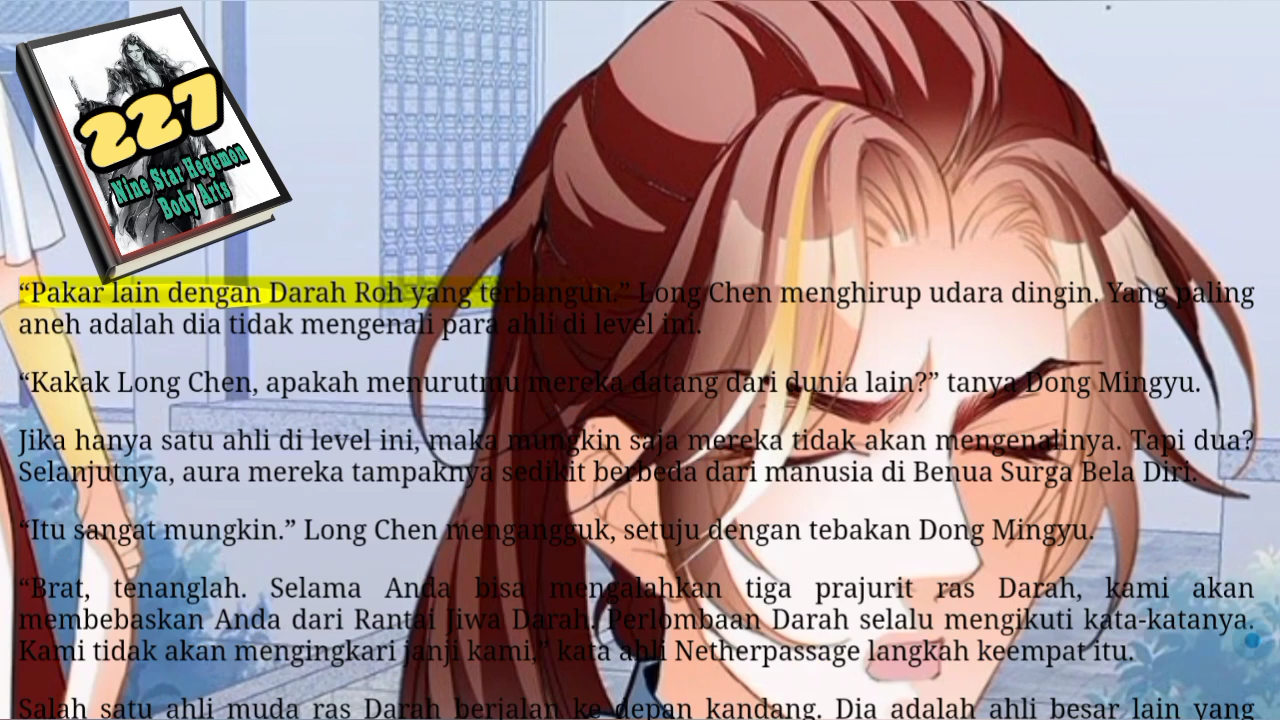 227
Nine Star Hegemon
Body Arts
“Pakar lain dengan Darah Roh yang terbangun.” Long Chen menghirup udara dingin. Yang paling
aneh adalah dia tidak mengenali para ahli di level ini.
“Kakak Long Chen, apakah menurutmu mereka datang dari dunia lain?” tanya Dong Mingyu.
Jika hanya satu ahli di level ini, maka mungkin saja mereka tidak akan mengenalinya. Tapi dua?
Selanjutnya, aura mereka tampaknya sedikit berbeda dari manusia di Benua Surga Bela Diri.
“Itu sangat mungkin.” Long Chen mengangguk, setuju dengan tebakan Dong Mingyu.
“Brat, tenanglah. Selama Anda bisa mengalahkan tiga prajurit ras Darah, kami akan
membebaskan Anda dari Rantai Jiwa Darah. Perlombaan Darah selalu mengikuti kata-katanya.
Kami tidak akan mengingkari janji kami,” kata ahli Netherpassage langkah keempat itu.
Salah satu ahli muda ras Darah berjalan ke depan kandang. Dia adalah ahli besar lain yang